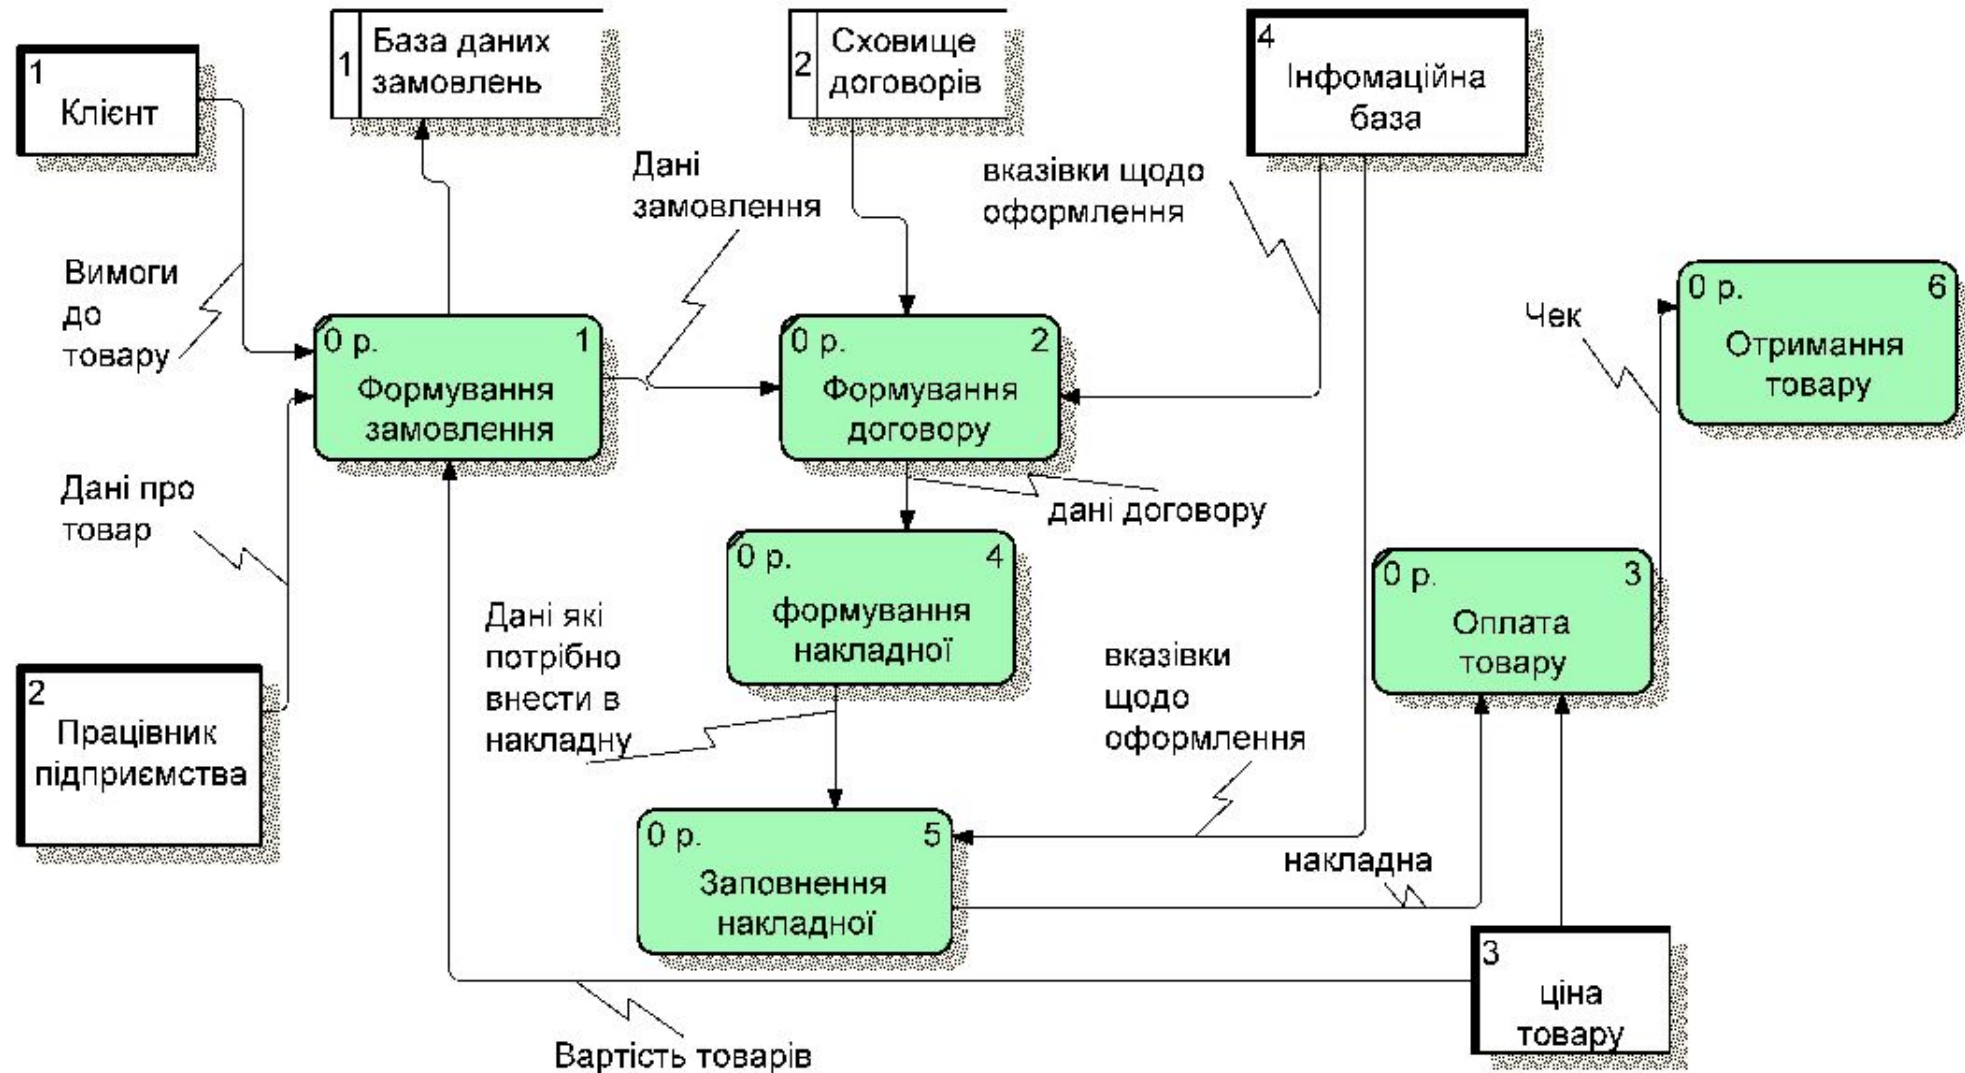 1
Клієнт
1
База даних
замовлень
2
Сховище
договорів
4
Інфомаційна
база
Дані
замовлення
вказівки щодо
оформлення
Вимоги
до
товару
0 р. 1
Формування
замовлення
0 р. 2
Формування
договору
Чек
0 р. 6
Отримання
товару
Дані про
товар
дані договору
0 р. 4
формування
накладної
0 р. 3
Оплата
товару
Дані які
потрібно
внести в
накладну
вказівки
щодо
оформлення
2
Працівник
підприємства
0 р. 5
Заповнення
накладної
накладна
3
ціна
товару
Вартість товарів